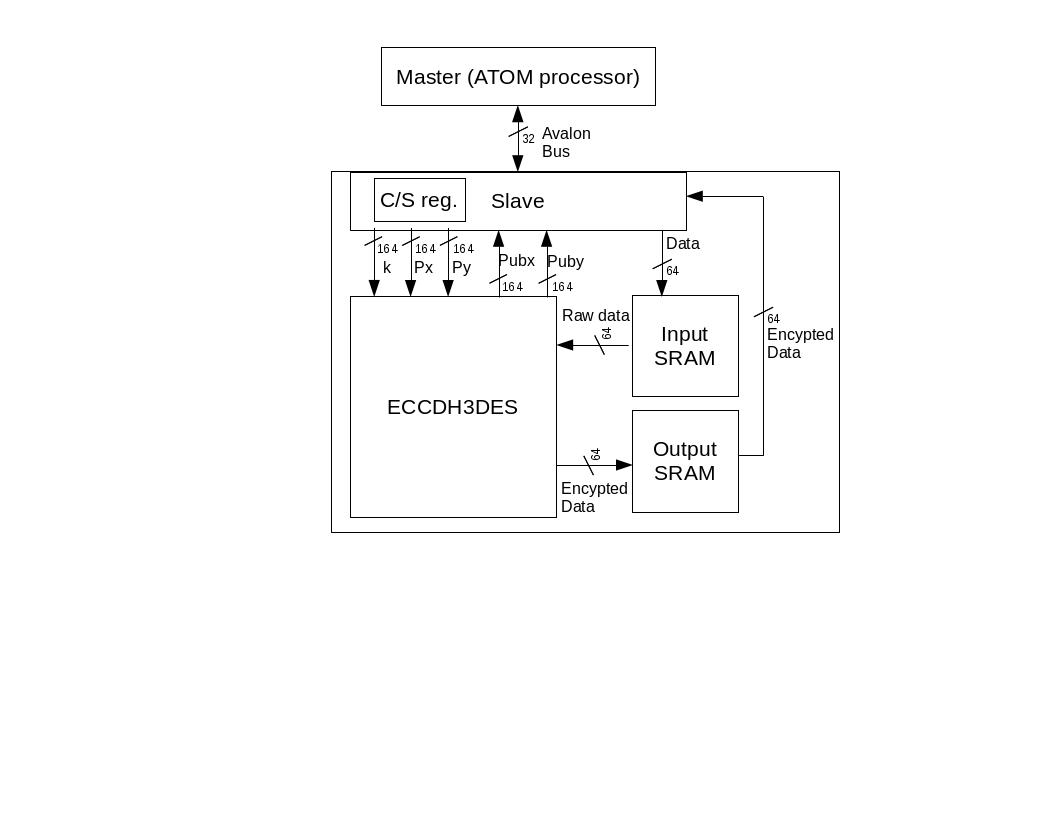 Master (ATOM processor)
32
Avalon
Bus
C/S reg.
Slave
164
k
164
Px
164
Py
Pubx
164
Puby
164
Data
64
Raw data
64
Input
SRAM
64
Encypted
Data
ECCDH3DES
64
Encypted
Data
Output
SRAM